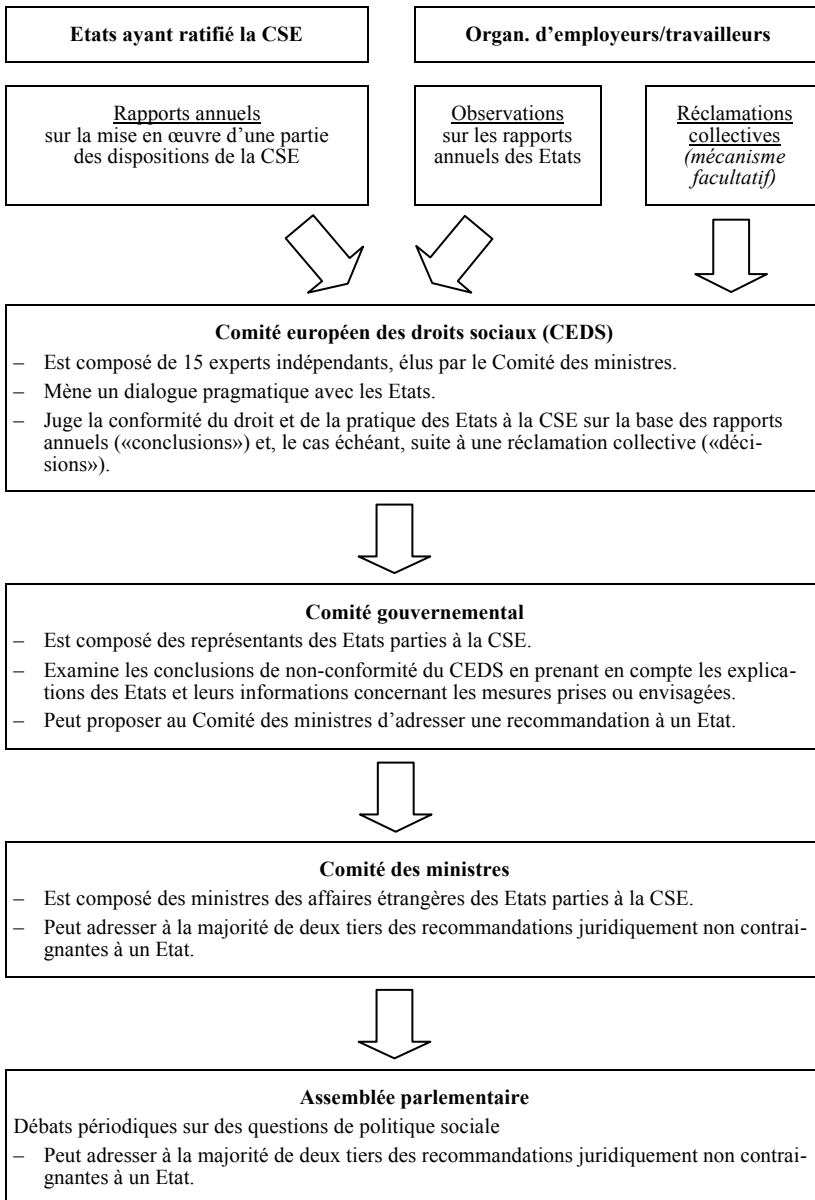 Etats ayant ratifié la CSE
Organ. d’employeurs/travailleurs
Rapports annuels
sur la mise en œuvre d’une partie
des dispositions de la CSE
Observations
sur les rapports
annuels des Etats
Réclamations
collectives
(mécanisme
facultatif)
Comité européen des droits sociaux (CEDS)
– Est composé de 15 experts indépendants, élus par le Comité des ministres.
– Mène un dialogue pragmatique avec les Etats.
– Juge la conformité du droit et de la pratique des Etats à la CSE sur la base des rapports
annuels («conclusions») et, le cas échéant, suite à une réclamation collective («déci-
sions»).
Comité gouvernemental
– Est composé des représentants des Etats parties à la CSE.
– Examine les conclusions de non-conformité du CEDS en prenant en compte les explica-
tions des Etats et leurs informations concernant les mesures prises ou envisagées.
– Peut proposer au Comité des ministres d’adresser une recommandation à un Etat.
Comité des ministres
– Est composé des ministres des affaires étrangères des Etats parties à la CSE.
– Peut adresser à la majorité de deux tiers des recommandations juridiquement non contrai-
gnantes à un Etat.
Assemblée parlementaire
Débats périodiques sur des questions de politique sociale
– Peut adresser à la majorité de deux tiers des recommandations juridiquement non contrai-
gnantes à un Etat.